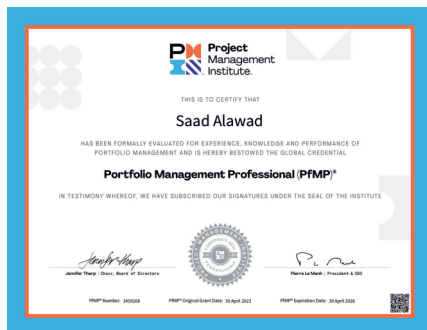 Project
Management
Institute.
THIS IS TO CERTIFY THAT
Saad Alawad
HAS BEEN FORMALLY EVALUATED FOR EXPERIENCE, KNOWLEDGE AND PERFORMANCE OF
PORTFOLIO MANAGEMENT AND IS HEREBY BESTOWED THE GLOBAL CREDENTIAL
Portfolio Management Professional (PfMP)®
IN TESTIMONY WHEREOF, WE HAVE SUBSCRIBED OUR SIGNATURES UNDER THE SEAL OF THE INSTITUTE
Jennifer Tharp | Chair, Board of Directors
Pierre Le Manh | President & CEO
PfMP® Number: 3459268
PfMP® Original Grant Date: 30 April 2023
PfMP® Expiration Date: 30 April 2026